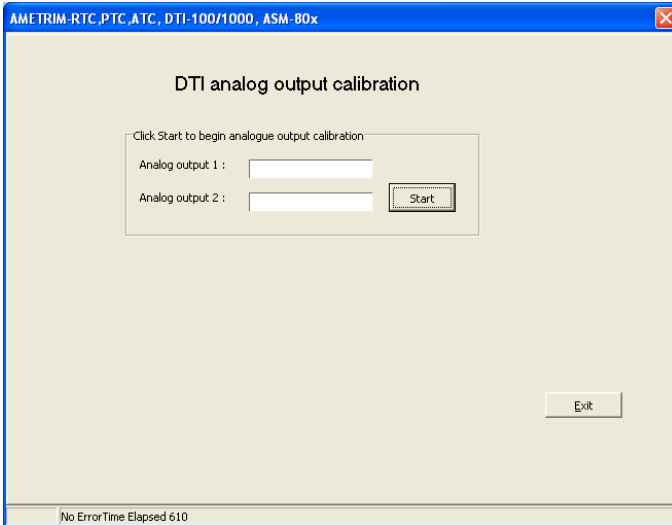 AMETRIM-RTC,PTC,ATC, DTI-100/1000, ASM-80x
DTI analog output calibration
Click Start to begin analogue output calibration
Analog output 1 :
Analog output 2 :
Start
Exit
No ErrorTime Elapsed 610